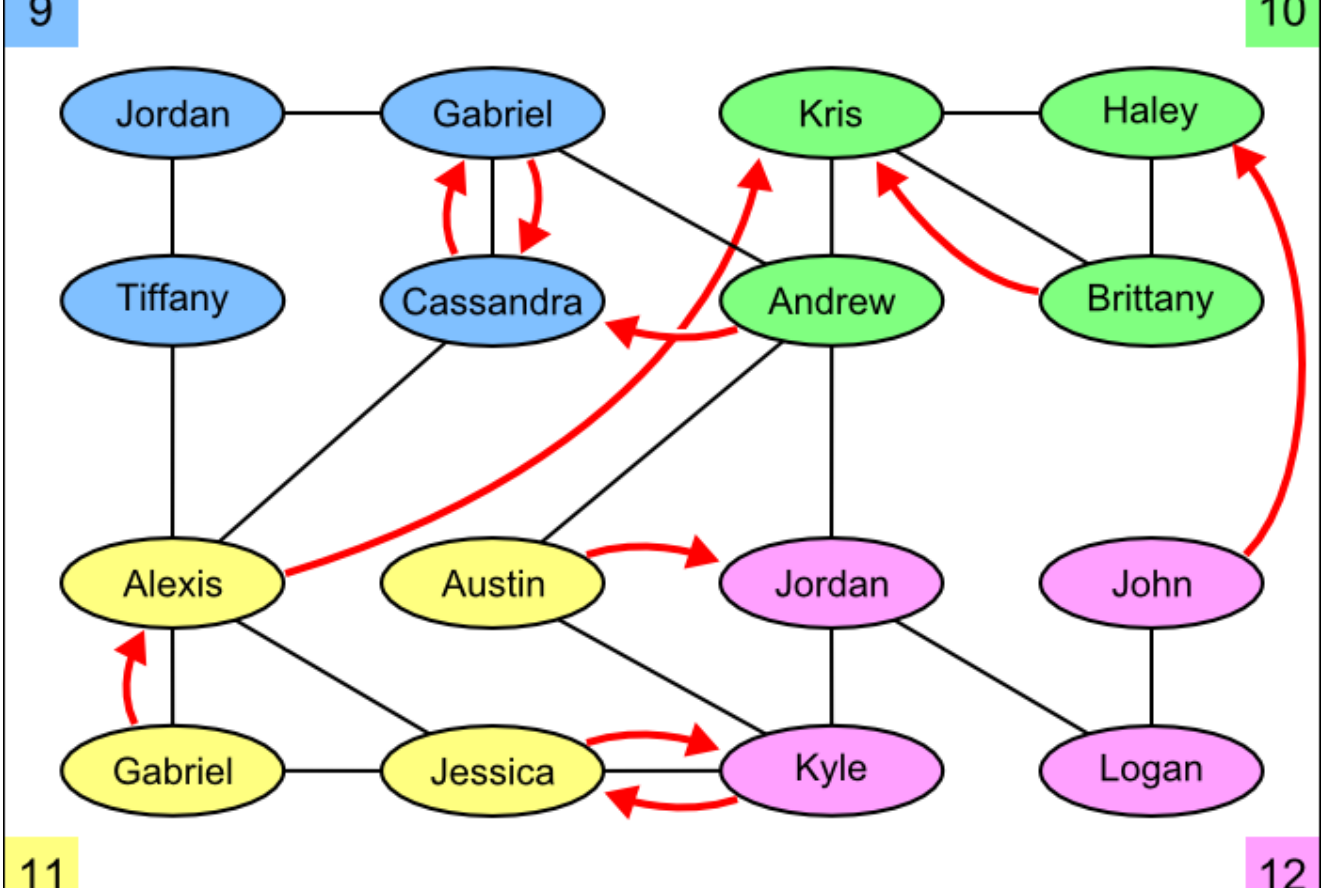 9
10
Jordan
Gabriel
Kris
Haley
Tiffany
Cassandra
Andrew
Brittany
Alexis
Austin
Jordan
John
Gabriel
Jessica
Kyle
Logan
11
12